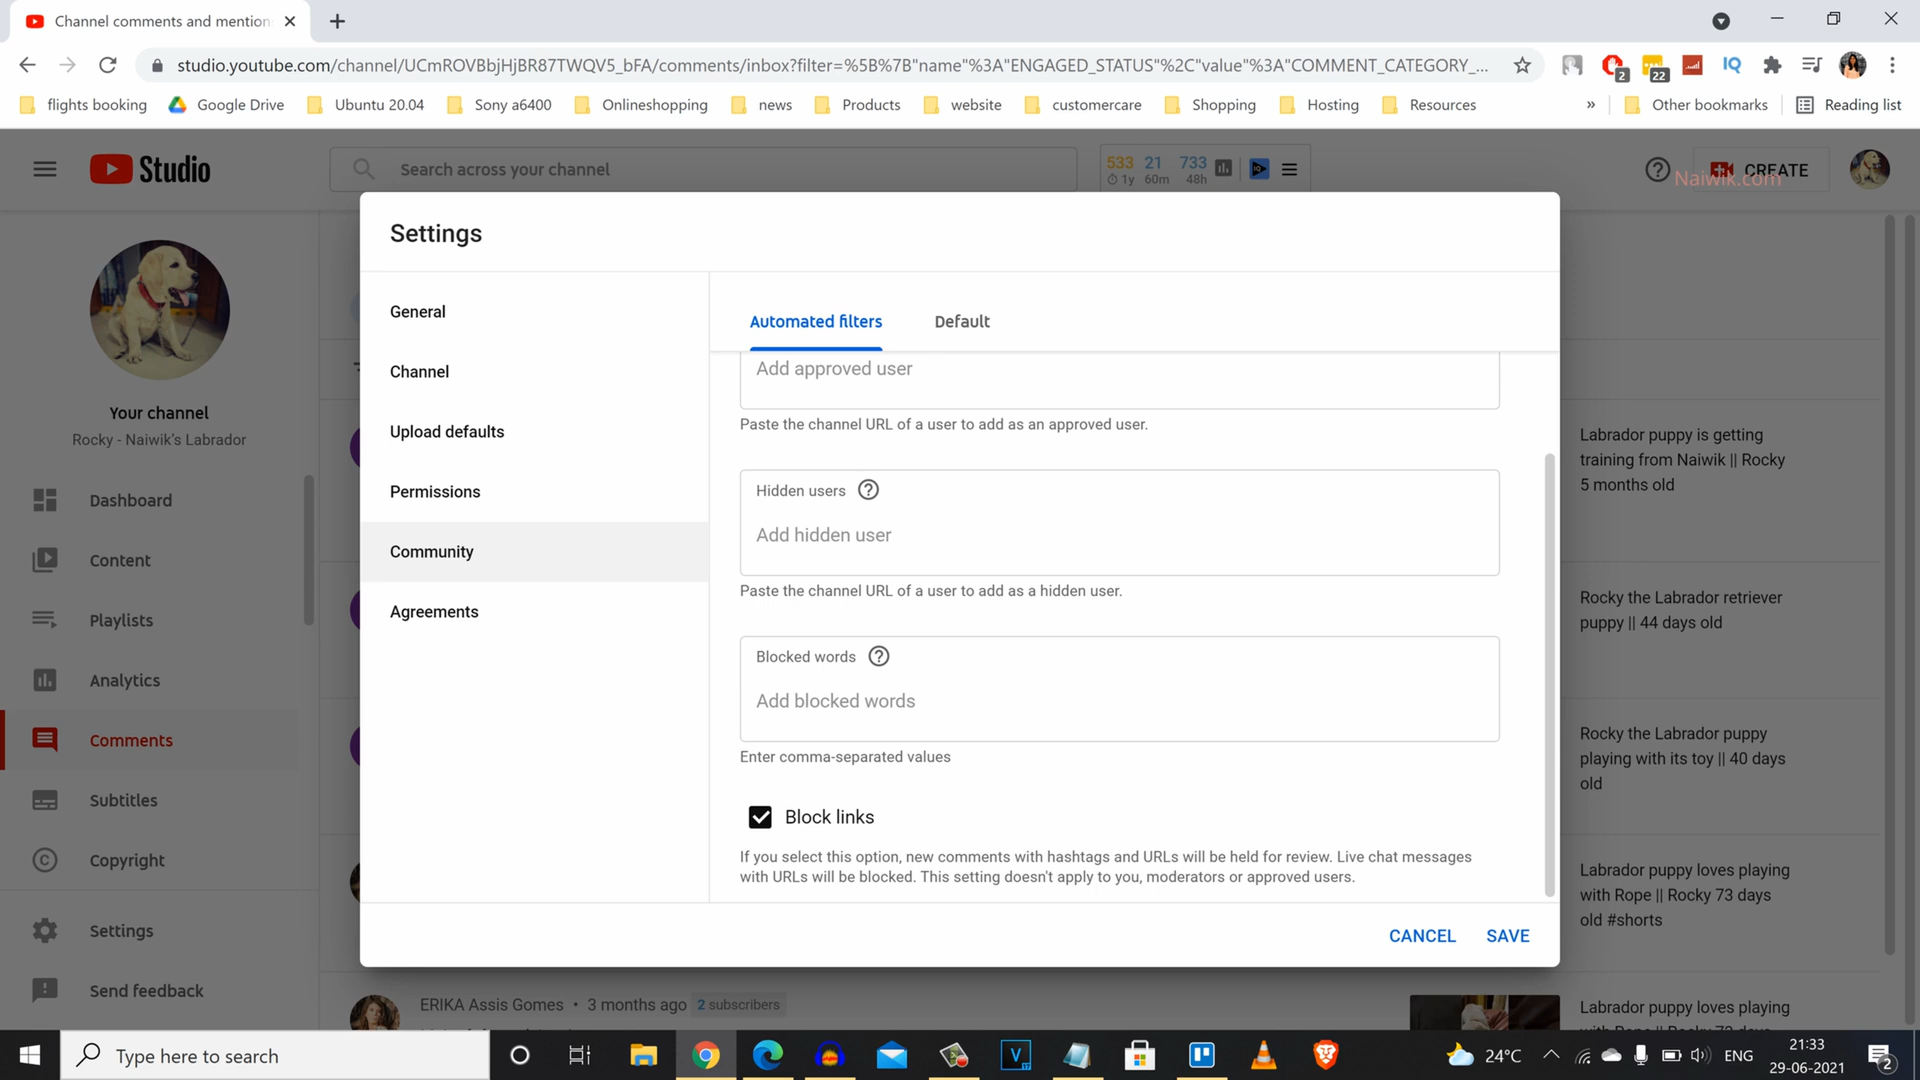 Channel comments and mention
studio.youtube.com/channel/UCmROVBbjHjBR87TWQV5_bFA/comments/inbox?filter=%5B%7B"name"%3A"ENGAGED_STATUS"%2C"value"%3A"COMMENT_CATEGORY_...
2
22
IQ
flights booking
Google Drive
Ubuntu 20.04
Sony a6400
Onlineshopping
news
Products
website
customercare
Shopping
Hosting
Resources
»
Other bookmarks
Reading list
Studio
Search across your channel
533 21 733
1y 60m 48h
CREATE
Naiwik.com
Settings
Your channel
Rocky - Naiwik's Labrador
Dashboard
Content
Playlists
Analytics
Comments
Subtitles
Copyright
Settings
Send feedback
General
Channel
Upload defaults
Permissions
Community
Agreements
Automated filters
Default
Add approved user
Paste the channel URL of a user to add as an approved user.
Hidden users
Add hidden user
Paste the channel URL of a user to add as a hidden user.
Blocked words
Add blocked words
Enter comma-separated values
Block links
If you select this option, new comments with hashtags and URLs will be held for review. Live chat messages
with URLs will be blocked. This setting doesn't apply to you, moderators or approved users.
CANCEL
SAVE
Labrador puppy is getting
training from Naiwik || Rocky
5 months old
Rocky the Labrador retriever
puppy || 44 days old
Rocky the Labrador puppy
playing with its toy || 40 days
old
Labrador puppy loves playing
with Rope || Rocky 73 days
old #shorts
ERIKA Assis Gomes • 3 months ago 2 subscribers
Labrador puppy loves playing
Type here to search
24°C
ENG
21:33
29-06-2021
2